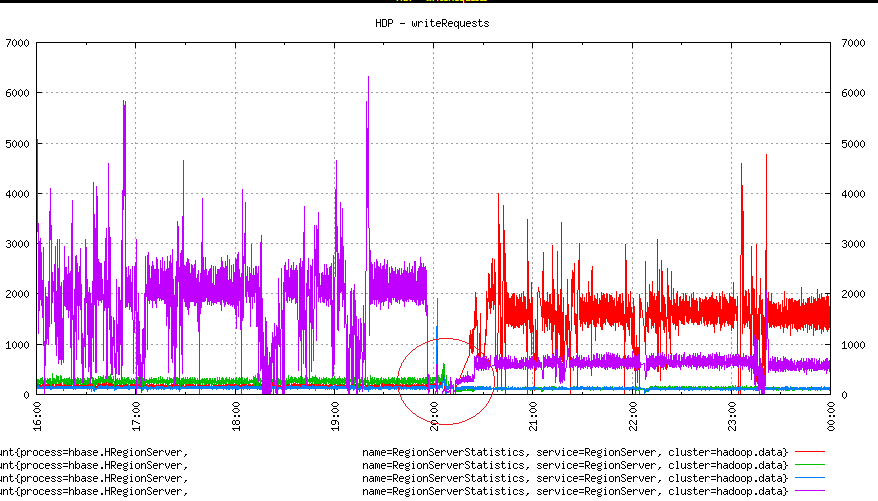 HDP - writeRequests
7000 7000
6000 6000
5000 5000
4000 4000
3000 3000
2000 2000
1000 1000
0 0
16:00 17:00 18:00 19:00 20:00 21:00 22:00 23:00 00:00
unt{process=hbase.HRegionServer, name=RegionServerStatistics, service=RegionServer, cluster=hadoop.data}
unt{process=hbase.HRegionServer, name=RegionServerStatistics, service=RegionServer, cluster=hadoop.data}
unt{process=hbase.HRegionServer, name=RegionServerStatistics, service=RegionServer, cluster=hadoop.data}
unt{process=hbase.HRegionServer, name=RegionServerStatistics, service=RegionServer, cluster=hadoop.data}